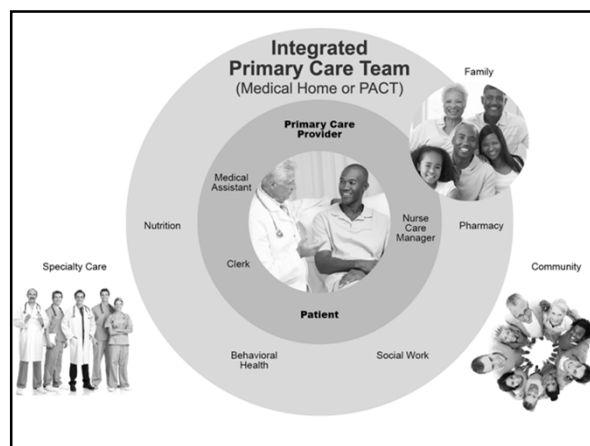 Integrated
Primary Care Team
(Medical Home or PACT)
Family
Primary Care
Provider
Medical
Assistant
Nutrition
Nurse
Care
Manager
Pharmacy
Clerk
Specialty Care
Community
Patient
Behavioral
Health
Social Work